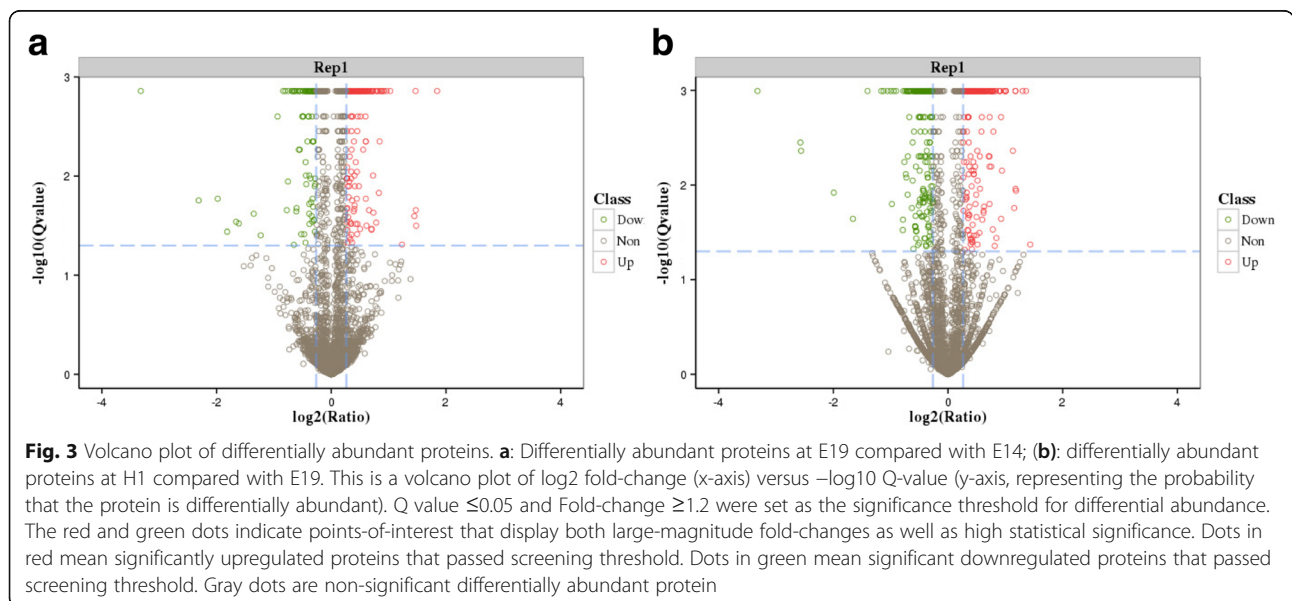 a
b
Rep1
Rep1
3
2
1
0
-log10(Qvalue)
-4
-2
0
2
4
log2(Ratio)
Class
Down
Non
Up
3
2
1
0
-log10(Qvalue)
-4
-2
0
2
4
log2(Ratio)
Class
Down
Non
Up
Fig. 3 Volcano plot of differentially abundant proteins. a: Differentially abundant proteins at E19 compared with E14; (b): differentially abundant
proteins at H1 compared with E19. This is a volcano plot of log2 fold-change (x-axis) versus −log10 Q-value (y-axis, representing the probability
that the protein is differentially abundant). Q value ≤0.05 and Fold-change ≥1.2 were set as the significance threshold for differential abundance.
The red and green dots indicate points-of-interest that display both large-magnitude fold-changes as well as high statistical significance. Dots in
red mean significantly upregulated proteins that passed screening threshold. Dots in green mean significant downregulated proteins that passed
screening threshold. Gray dots are non-significant differentially abundant protein